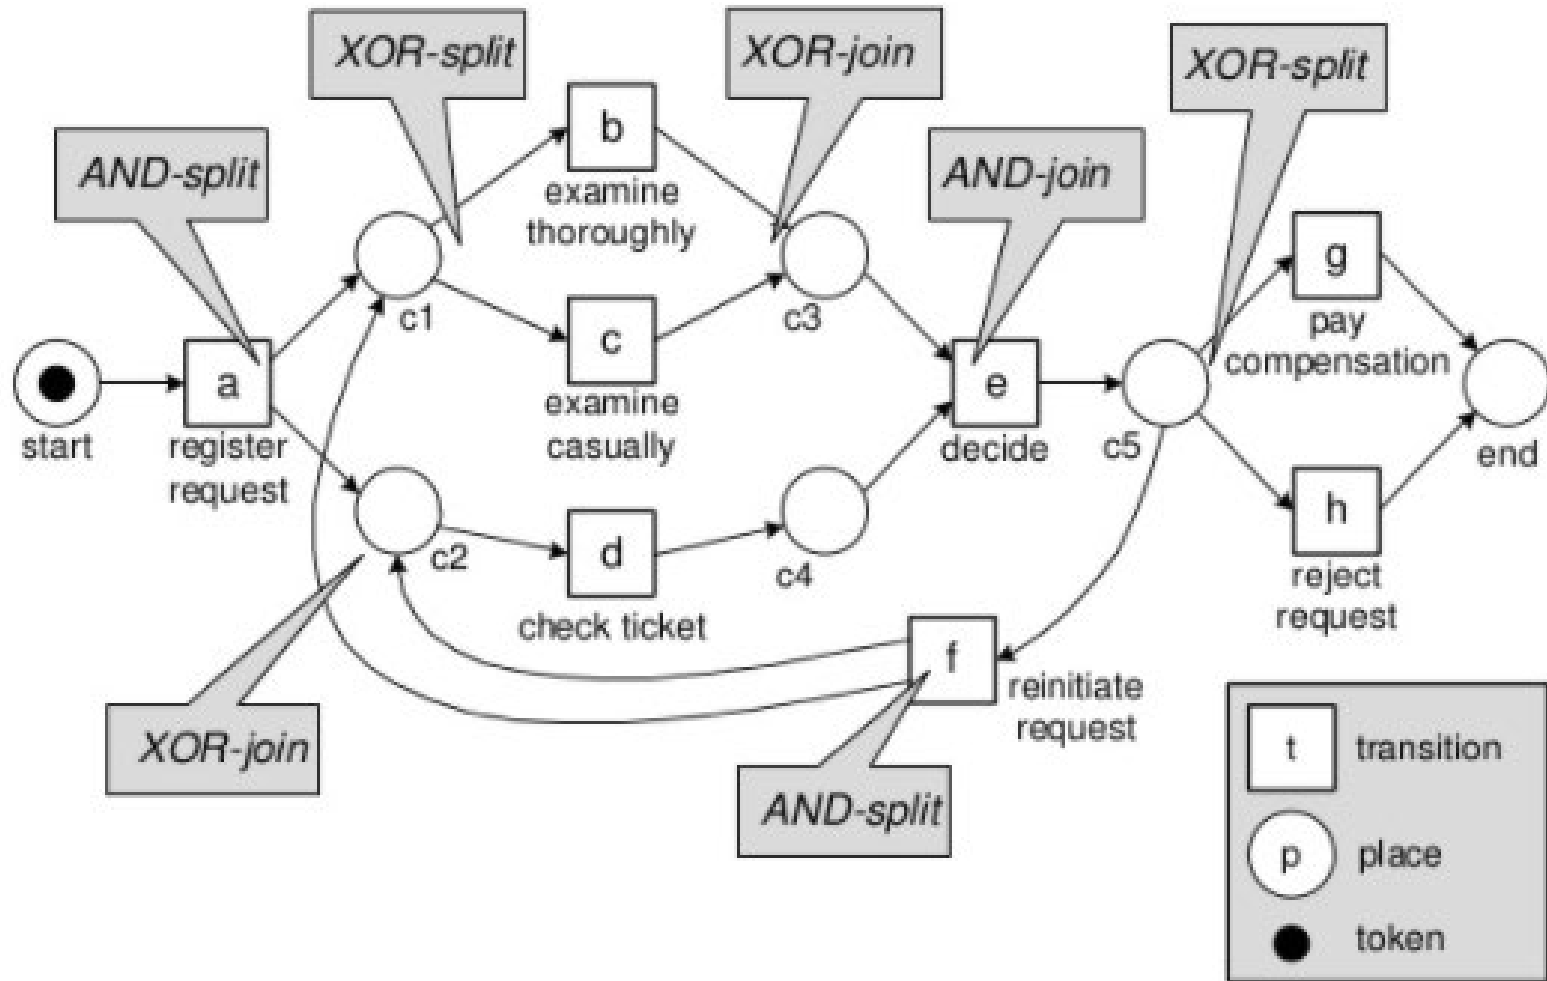 XOR-split
XOR-join
XOR-split
AND-split
b
AND-join
examine
thoroughly
g
c1
c3
pay
compensation
a
c
e
start
register
request
examine
casually
decide
c5
end
c2
d
c4
h
reject
request
check ticket
f
reinitiate
request
XOR-join
AND-split
t
transition
p
place
token